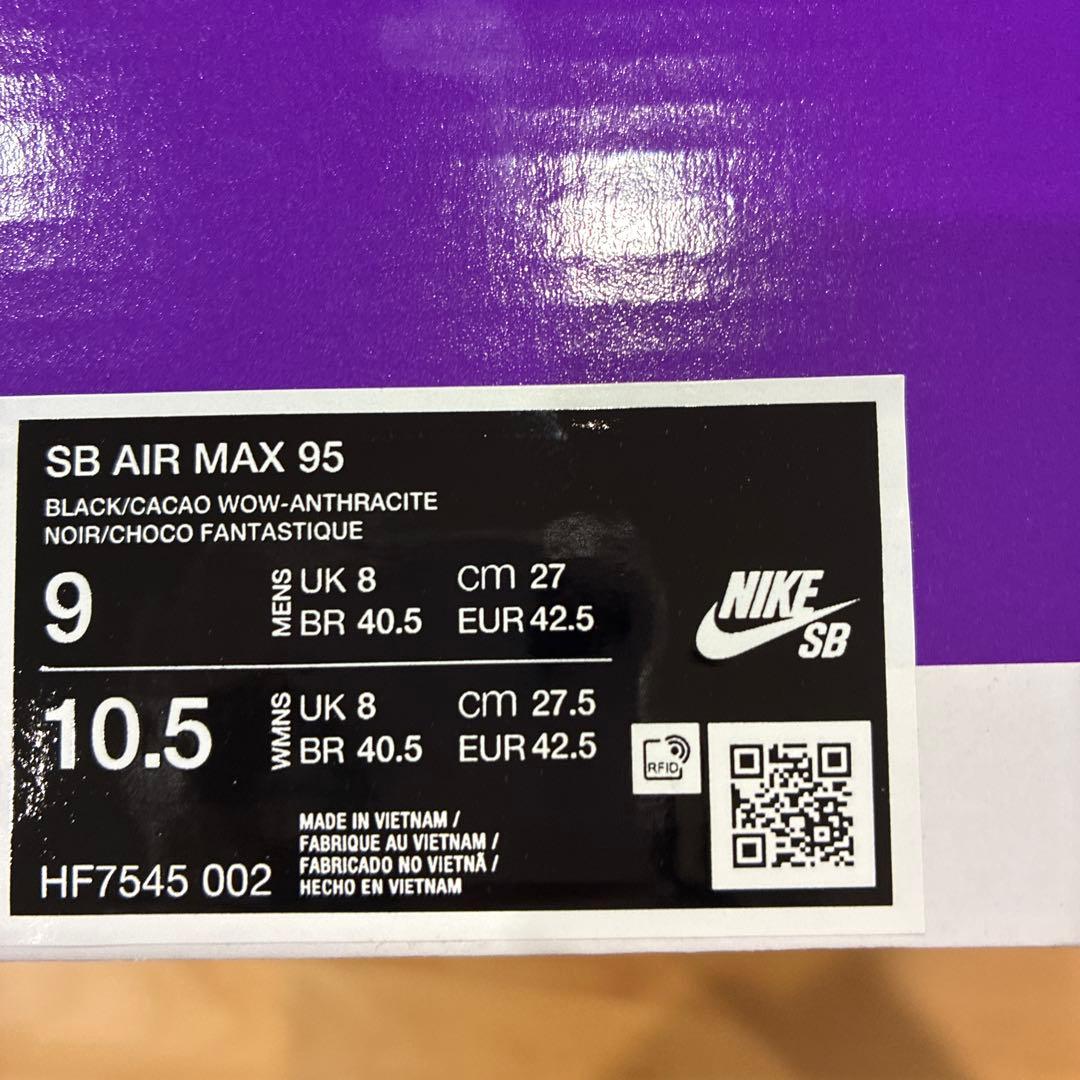 SB AIR MAX 95
BLACK/CACAO WOW-ANTHRACITE
NOIR/CHOCO FANTASTIQUE
9
MENS
UK 8 cm 27
BR 40.5 EUR 42.5
10.5
WMNS
UK 8 cm 27.5
BR 40.5 EUR 42.5
NIKE
SB
RFID
MADE IN VIETNAM /
FABRIQUE AU VIETNAM /
FABRICADO NO VIETNÃ /
HECHO EN VIETNAM
HF7545 002